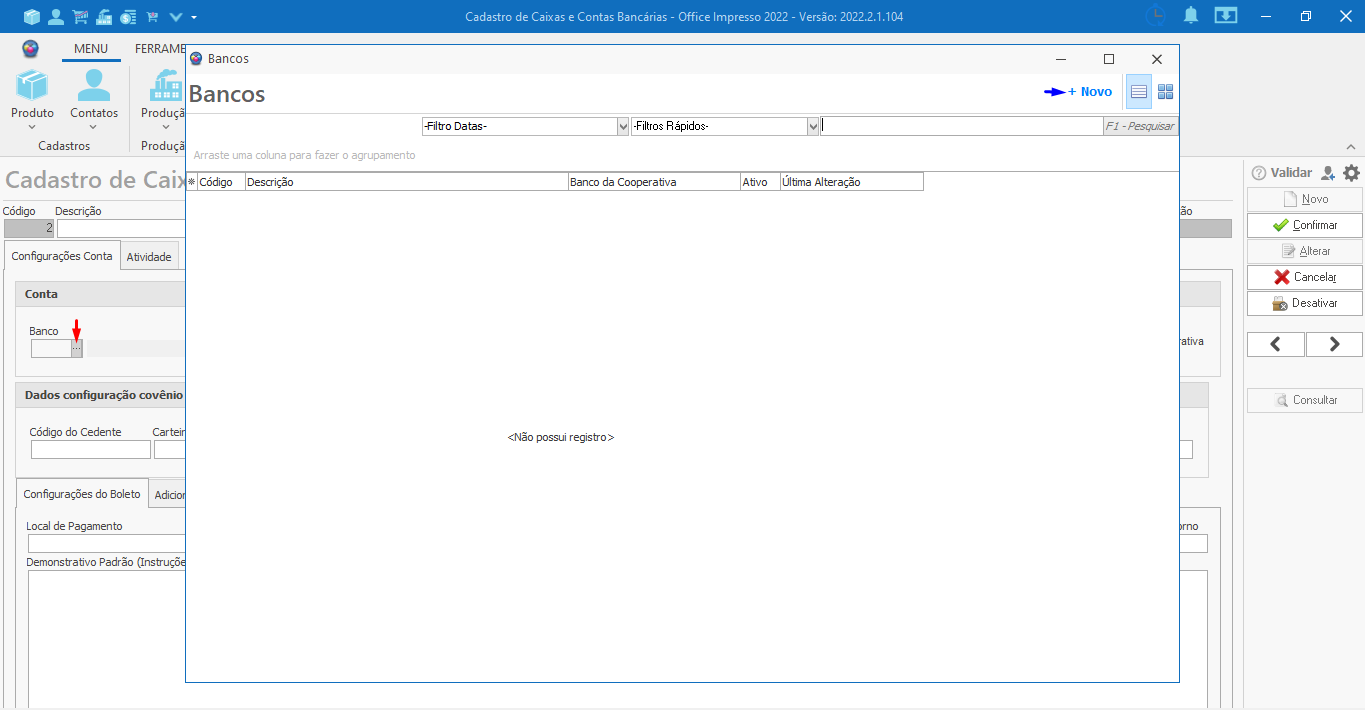 Cadastro de Caixas e Contas Bancárias - Office Impresso 2022 - Versão: 2022.2.1.104
MENU
FERRAME
Produto
Contatos
Produçã
Cadastros
Produçã
Bancos
Bancos
+ Novo
-Filtro Datas-
-Filtros Rápidos-
F1 - Pesquisar
Arraste uma coluna para fazer o agrupamento
Código
Descrição
Banco da Cooperativa
Ativo
Última Alteração
<Não possui registro>
Cadastro de Caix
Código
Descrição
2
ão
Configurações Conta
Atividade
Conta
Banco
...
rativa
Dados configuração covênio
Código do Cedente
Carteir
Configurações do Boleto
Adicior
Local de Pagamento
orno
Demonstrativo Padrão (Instruçõe
Validar
Novo
Confirmar
Alterar
Cancelar
Desativar
Consultar